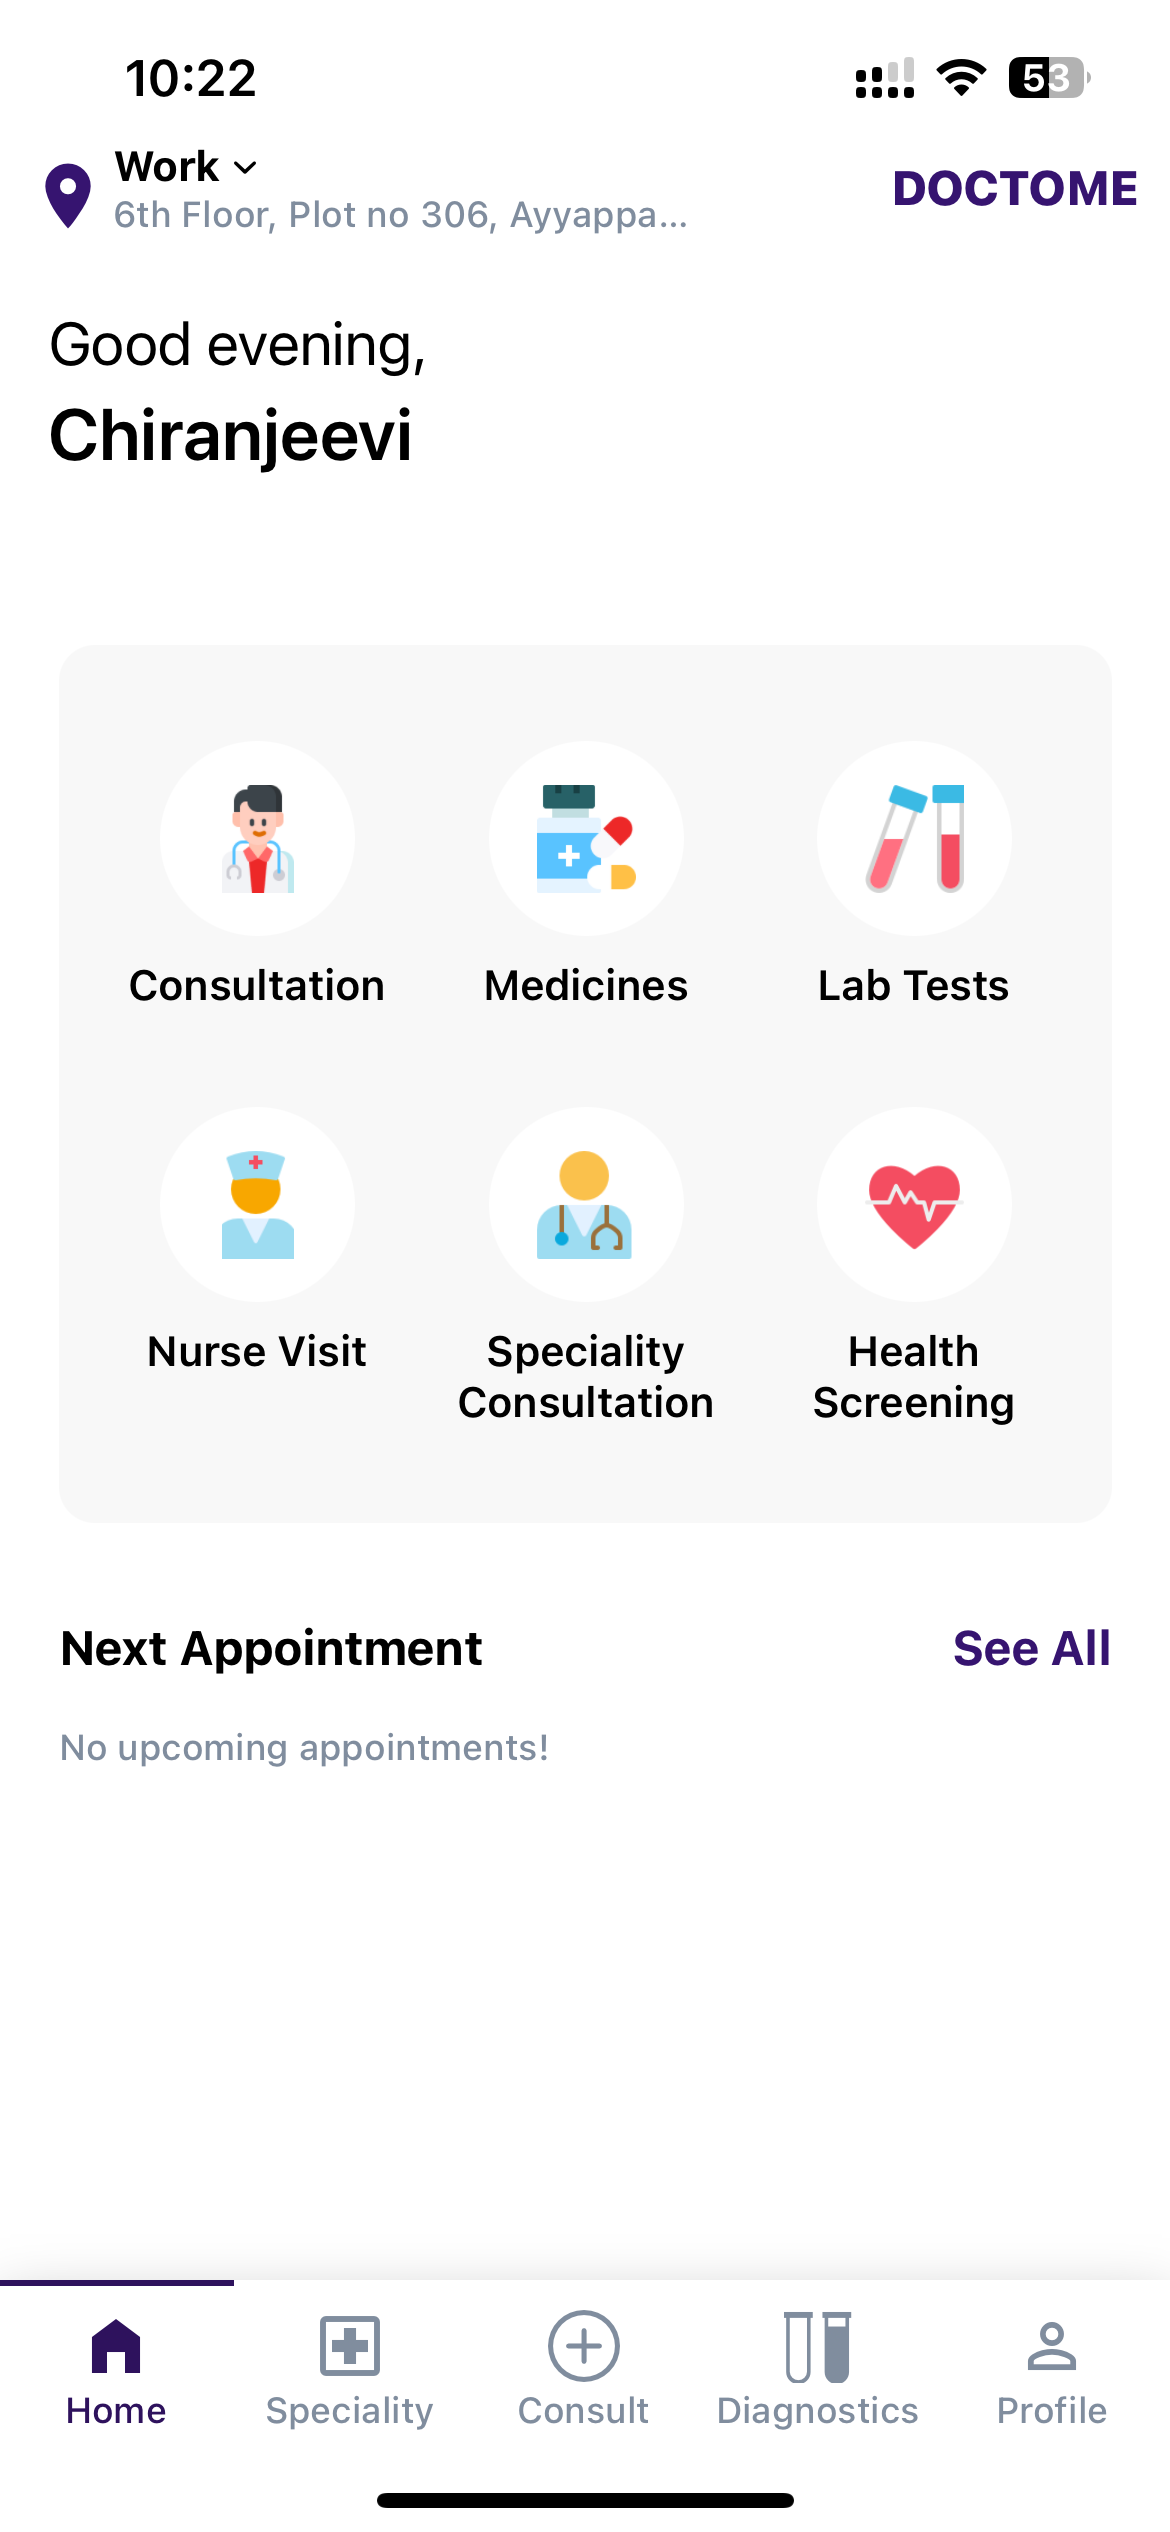 10:22
53
Work
6th Floor, Plot no 306, Ayyappa...
DOCTOME
Good evening,
Chiranjeevi
Consultation
Medicines
Lab Tests
Nurse Visit
Speciality
Consultation
Health
Screening
Next Appointment
See All
No upcoming appointments!
Home
Speciality
Consult
Diagnostics
Profile